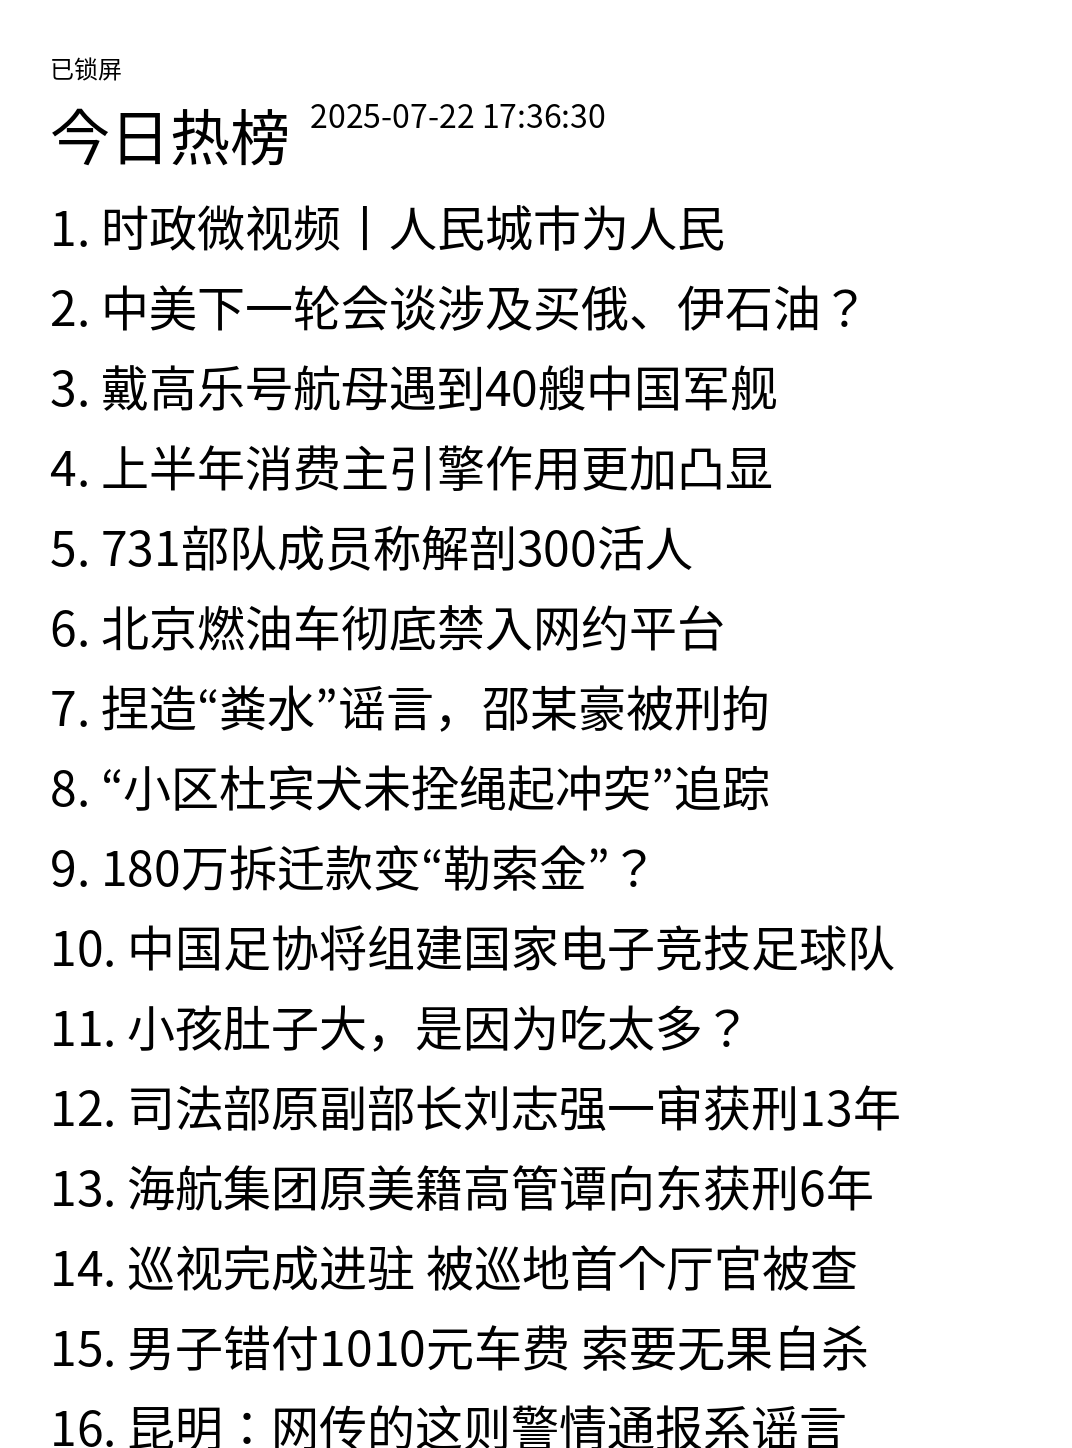 已锁屏
今日热榜 2025-07-22 17:36:30
1. 时政微视频丨人民城市为人民
2. 中美下一轮会谈涉及买俄、伊石油？
3. 戴高乐号航母遇到40艘中国军舰
4. 上半年消费主引擎作用更加凸显
5. 731部队成员称解剖300活人
6. 北京燃油车彻底禁入网约平台
7. 捏造“粪水”谣言，邵某豪被刑拘
8. “小区杜宾犬未拴绳起冲突”追踪
9. 180万拆迁款变“勒索金”？
10. 中国足协将组建国家电子竞技足球队
11. 小孩肚子大，是因为吃太多？
12. 司法部原副部长刘志强一审获刑13年
13. 海航集团原美籍高管谭向东获刑6年
14. 巡视完成进驻 被巡地首个厅官被查
15. 男子错付1010元车费 索要无果自杀
16. 昆明：网传的这则警情通报系谣言